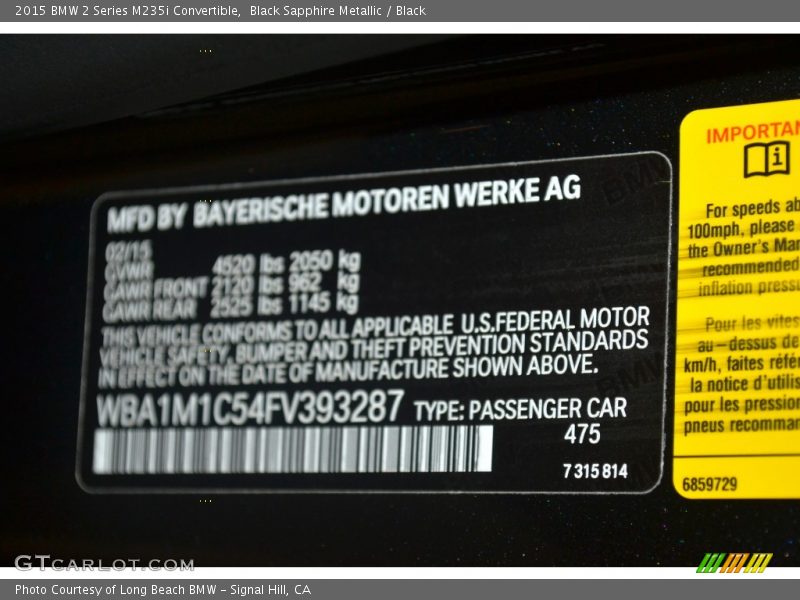 2015 BMW 2 Series M235i Convertible,  Black Sapphire Metallic / Black
MFD BY BAYERISCHE MOTOREN WERKE AG
02/15
GVWR 4520 lbs 2050 kg
GAWR FRONT 2120 lbs 962 kg
GAWR REAR 2525 lbs 1145 kg
THIS VEHICLE CONFORMS TO ALL APPLICABLE U.S.FEDERAL MOTOR
VEHICLE SAFETY, BUMPER AND THEFT PREVENTION STANDARDS
IN EFFECT ON THE DATE OF MANUFACTURE SHOWN ABOVE.
WBA1M1C54FV393287 TYPE: PASSENGER CAR
475
7 315 814
IMPORTAN
i
For speeds ab
100mph, please
the Owner's Man
recommended
inflation pressu
Pour les vites
au–dessus de
km/h, faites référ
la notice d'utilis
pour les pression
pneus recomman
6859729
GTCARLOT.COM
Photo Courtesy of Long Beach BMW – Signal Hill, CA